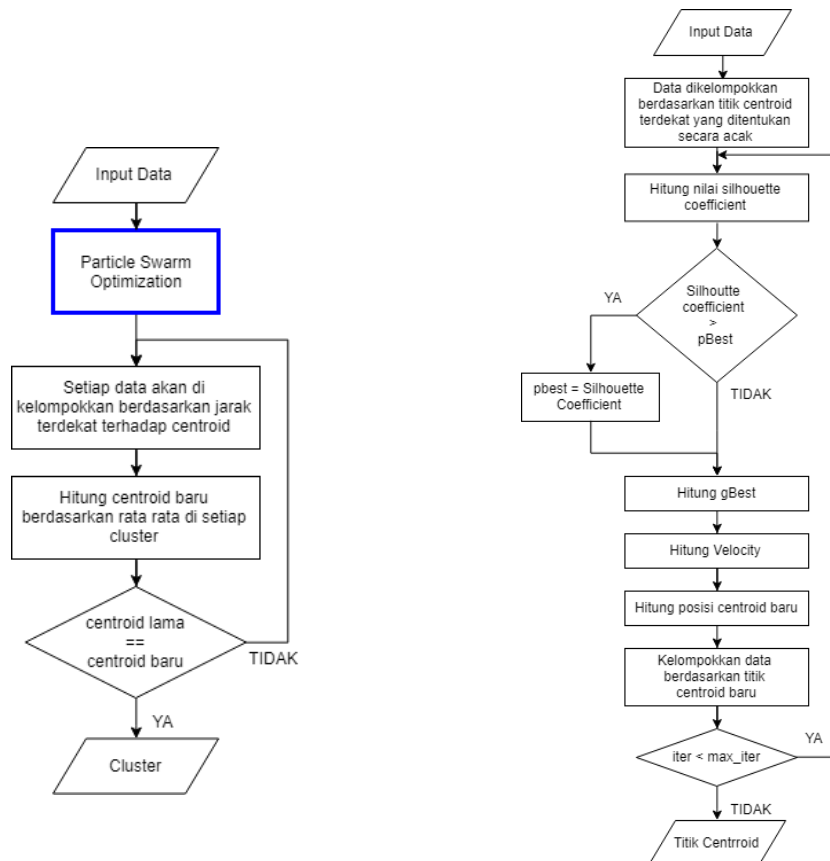 Input Data
Particle Swarm
Optimization
Setiap data akan di
kelompokkan berdasarkan jarak
terdekat terhadap centroid
Hitung centroid baru
berdasarkan rata rata di setiap
cluster
centroid lama
==
centroid baru
TIDAK
YA
Cluster
Input Data
Data dikelompokkan
berdasarkan titik centroid
terdekat yang ditentukan
secara acak
Hitung nilai silhouette
coefficient
Silhoutte
coefficient
>
pBest
YA
pbest = Silhouette
Coefficient
TIDAK
Hitung gBest
Hitung Velocity
Hitung posisi centroid baru
Kelompokkan data
berdasarkan titik
centroid baru
iter < max_iter
YA
TIDAK
Titik Centrroid